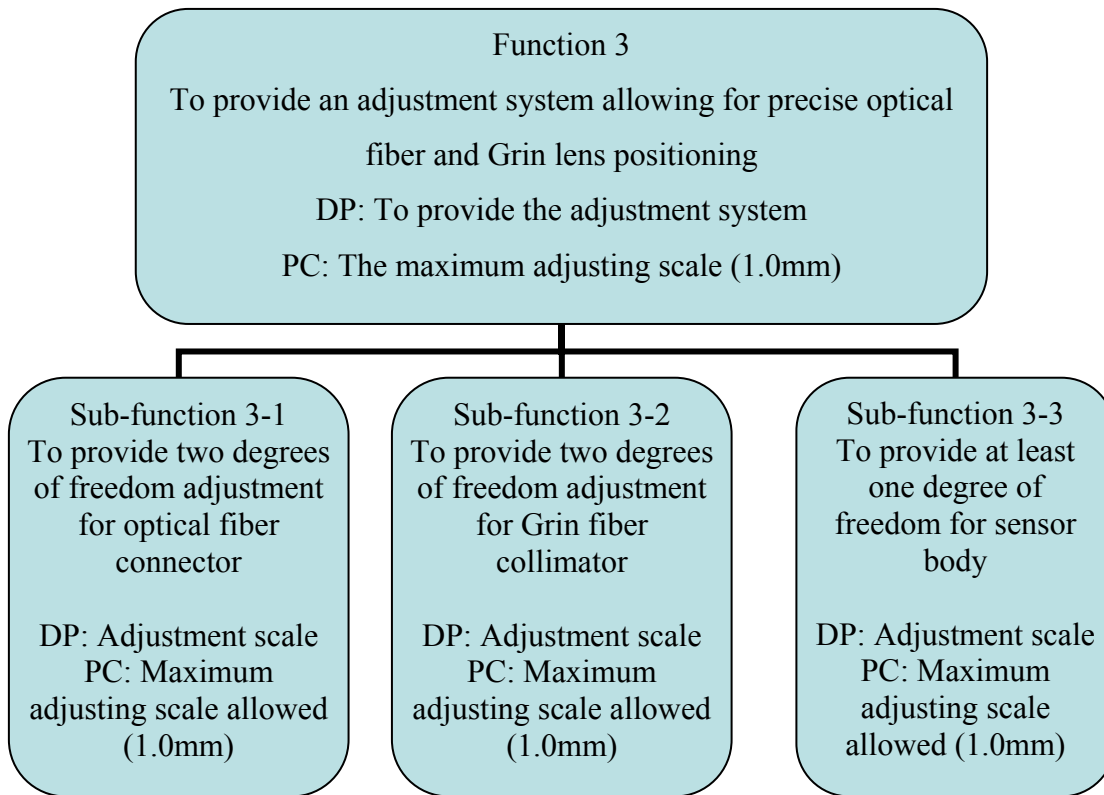 Function 3
To provide an adjustment system allowing for precise optical
fiber and Grin lens positioning
DP: To provide the adjustment system
PC: The maximum adjusting scale (1.0mm)
Sub-function 3-1
To provide two degrees
of freedom adjustment
for optical fiber
connector
DP: Adjustment scale
PC: Maximum
adjusting scale allowed
(1.0mm)
Sub-function 3-2
To provide two degrees
of freedom adjustment
for Grin fiber
collimator
DP: Adjustment scale
PC: Maximum
adjusting scale allowed
(1.0mm)
Sub-function 3-3
To provide at least
one degree of
freedom for sensor
body
DP: Adjustment scale
PC: Maximum
adjusting scale
allowed (1.0mm)